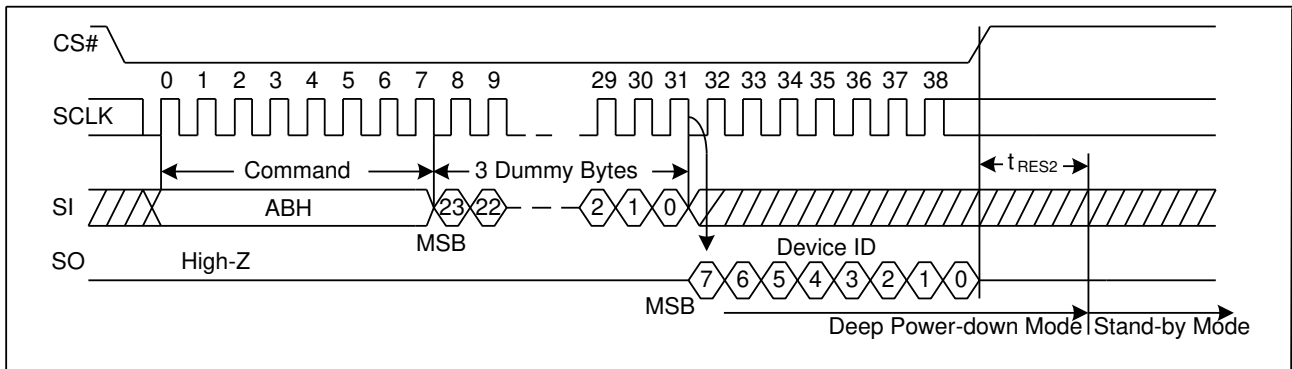 CS#
0 1 2 3 4 5 6 7 8 9 29 30 31 32 33 34 35 36 37 38
SCLK
Command 3 Dummy Bytes tRES2
SI ABH 23 22 2 1 0
MSB Device ID
SO High-Z 7 6 5 4 3 2 1 0
MSB
Deep Power-down Mode Stand-by Mode